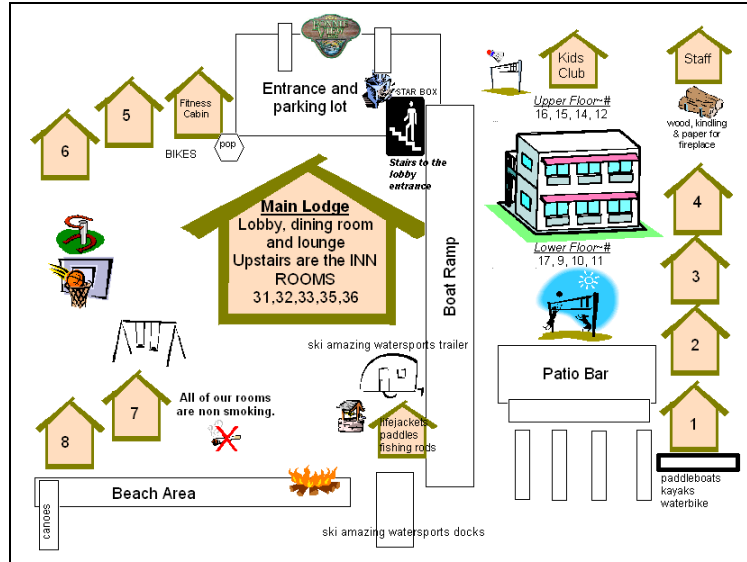 BONNIE VIEW
Entrance and
parking lot
STAR BOX
Stairs to the
lobby
entrance
Fitness
Cabin
5
6
pop
BIKES
Kids
Club
Staff
wood, kindling
& paper for
fireplace
Upper Floor~#
16, 15, 14, 12
Lower Floor~#
17, 9, 10, 11
Main Lodge
Lobby, dining room
and lounge
Upstairs are the INN
ROOMS
31,32,33,35,36
Boat Ramp
4
3
2
1
ski amazing watersports trailer
Patio Bar
7
8
All of our rooms
are non smoking.
lifejackets
paddles
fishing rods
paddleboats
kayaks
waterbike
Beach Area
canoes
ski amazing watersports docks